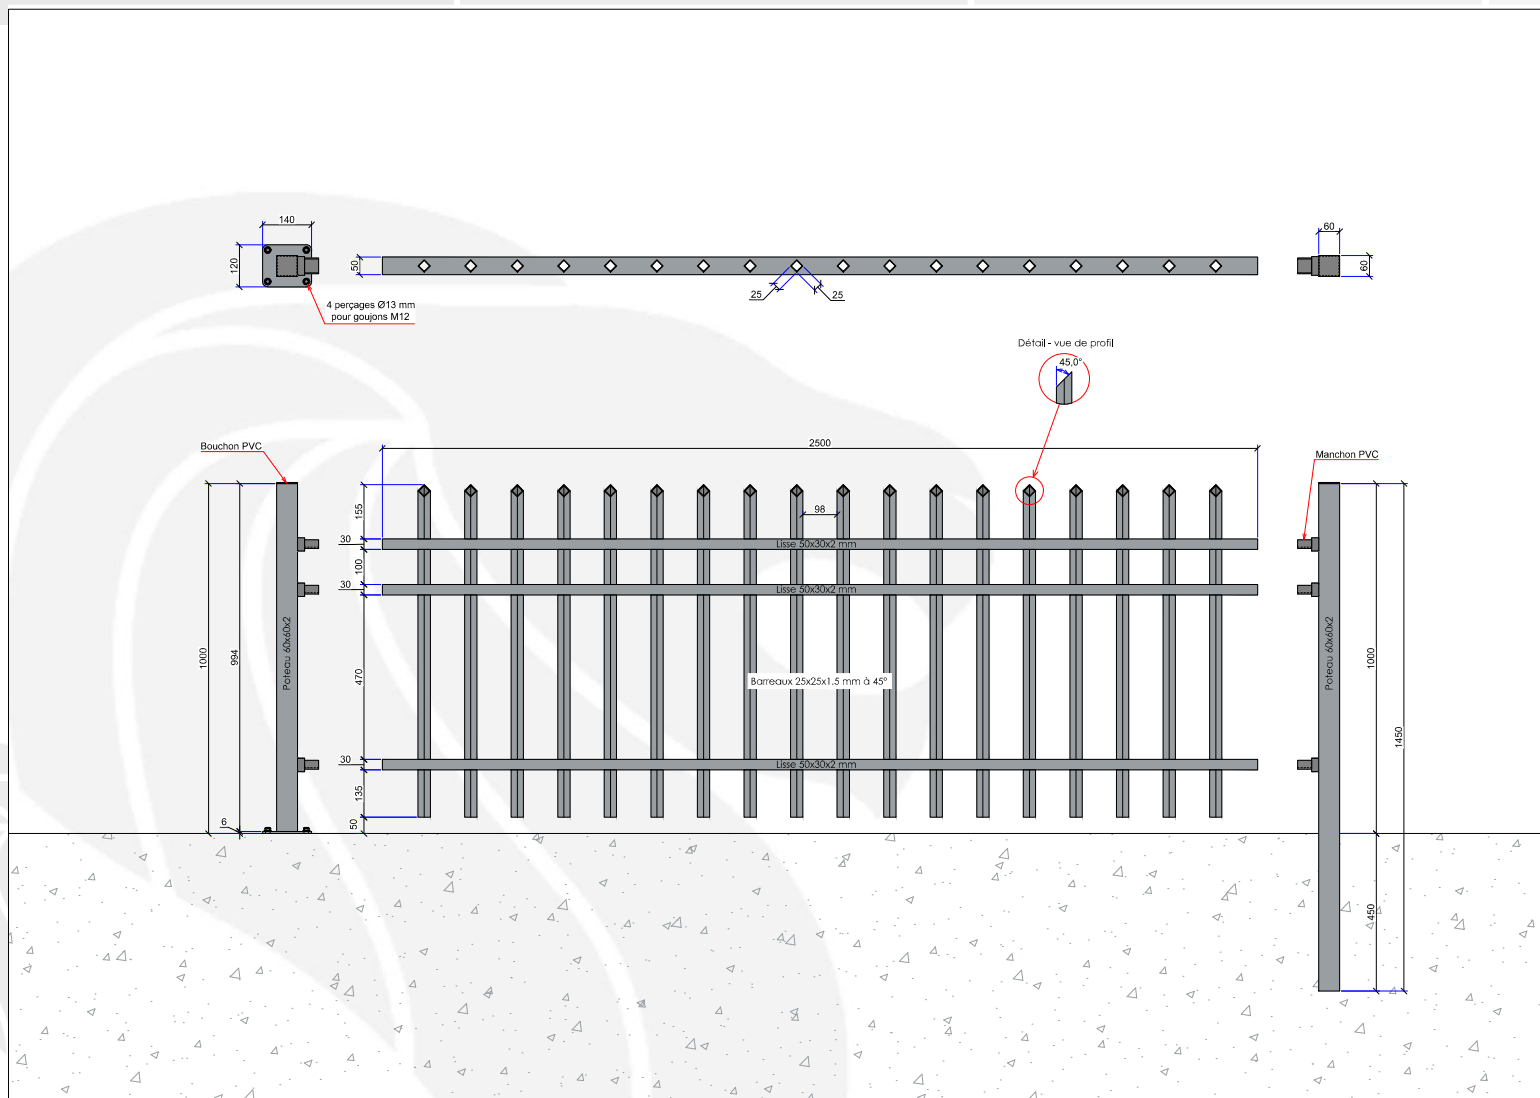 140
120
4 perçages Ø13 mm
pour goujons M12
50
25
25
60
60
Détail - vue de profil
45,0°
Bouchon PVC
2500
Manchon PVC
155
98
30
Lisse 50x30x2 mm
100
30
Lisse 50x30x2 mm
1000
994
Poteau 60x60x2
470
Barreaux 25x25x1.5 mm à 45°
Poteau 60x60x2
1000
1450
30
Lisse 50x30x2 mm
135
6
50
450